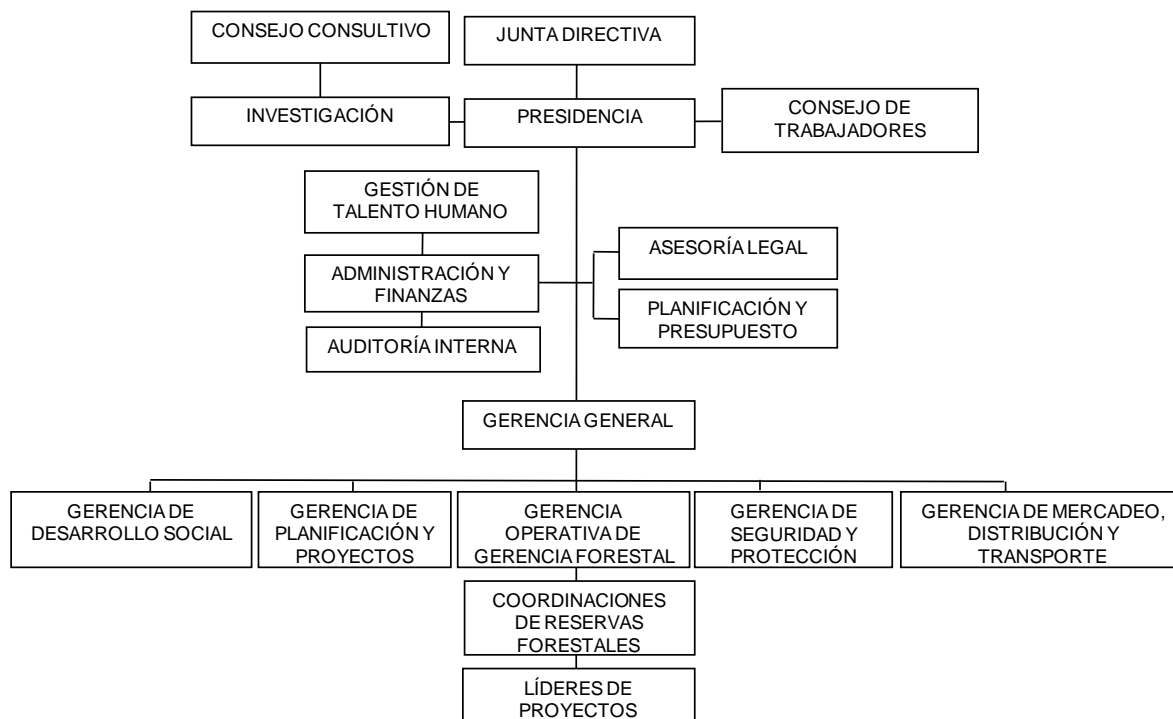 CONSEJO CONSULTIVO
JUNTA DIRECTIVA
INVESTIGACIÓN
PRESIDENCIA
CONSEJO DE
TRABAJADORES
GESTIÓN DE
TALENTO HUMANO
ASESORÍA LEGAL
ADMINISTRACIÓN Y
FINANZAS
PLANIFICACIÓN Y
PRESUPUESTO
AUDITORÍA INTERNA
GERENCIA GENERAL
GERENCIA DE
DESARROLLO SOCIAL
GERENCIA DE
PLANIFICACIÓN Y
PROYECTOS
GERENCIA
OPERATIVA DE
GERENCIA FORESTAL
GERENCIA DE
SEGURIDAD Y
PROTECCIÓN
GERENCIA DE MERCADEO,
DISTRIBUCIÓN Y
TRANSPORTE
COORDINACIONES
DE RESERVAS
FORESTALES
LÍDERES DE
PROYECTOS